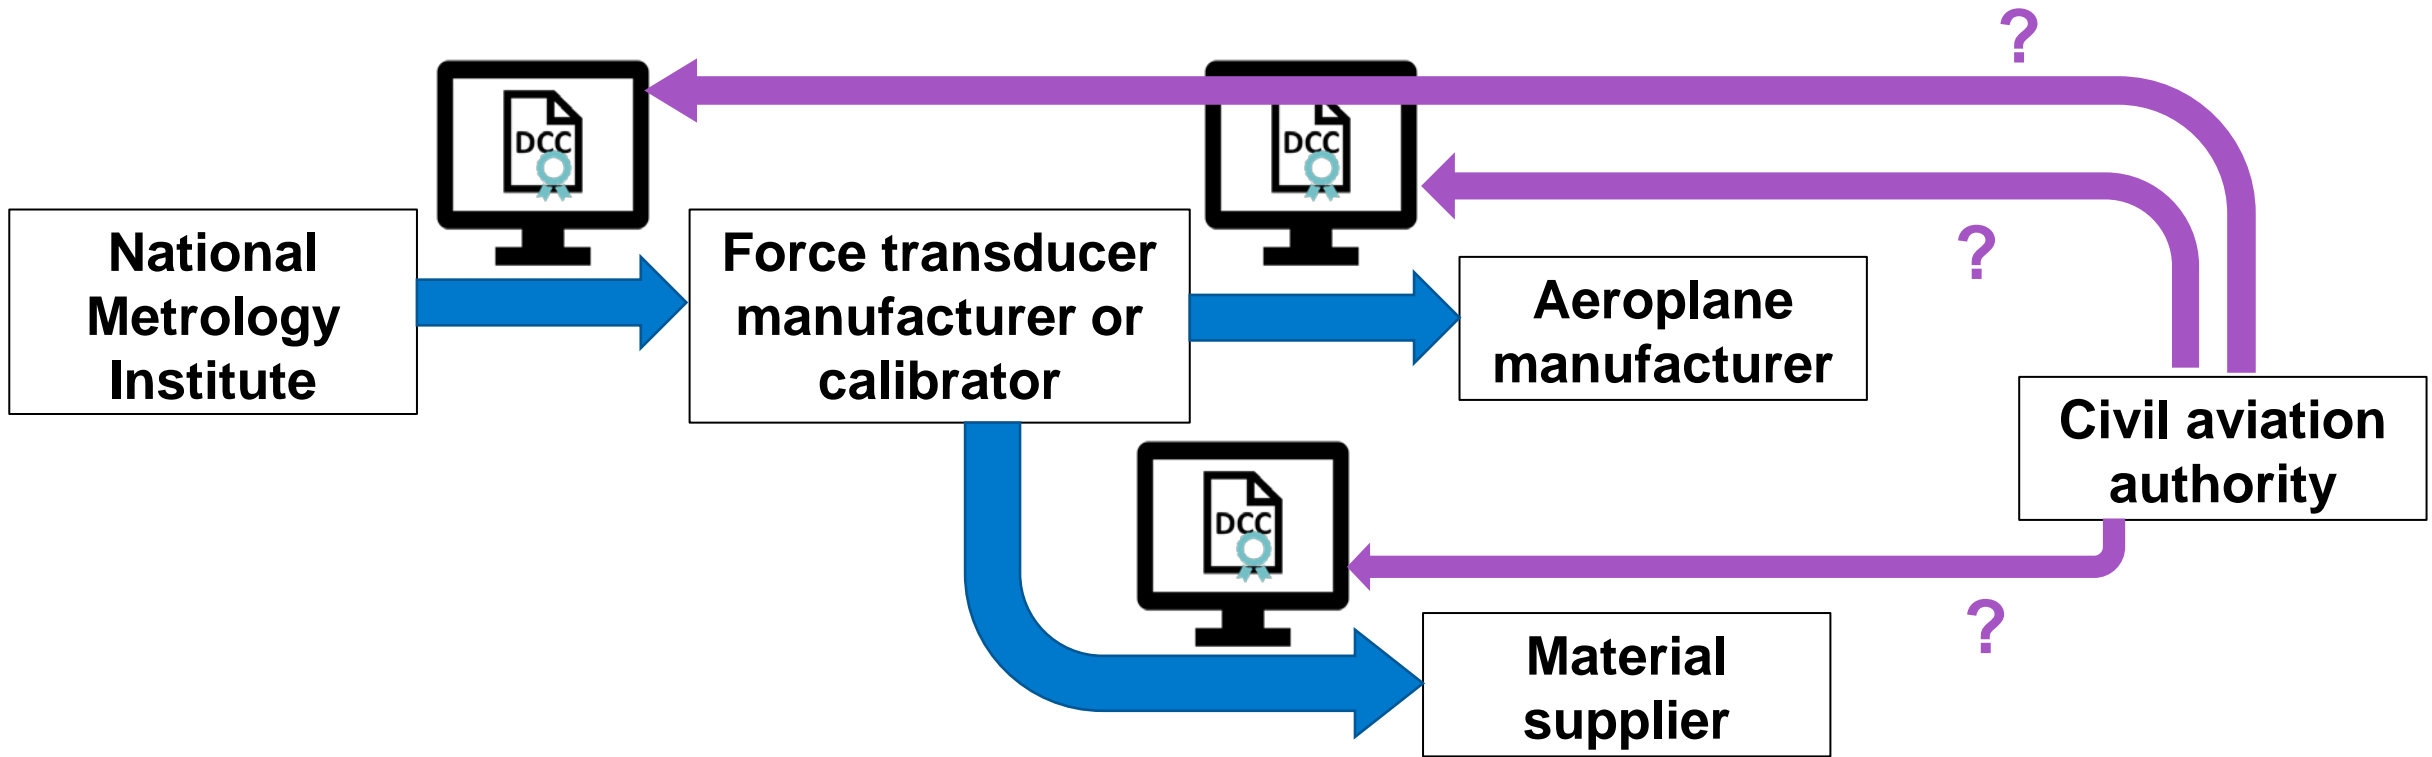 ?
DCC
DCC
National
Metrology
Institute
Force transducer
manufacturer or
calibrator
?
Aeroplane
manufacturer
Civil aviation
authority
DCC
?
Material
supplier